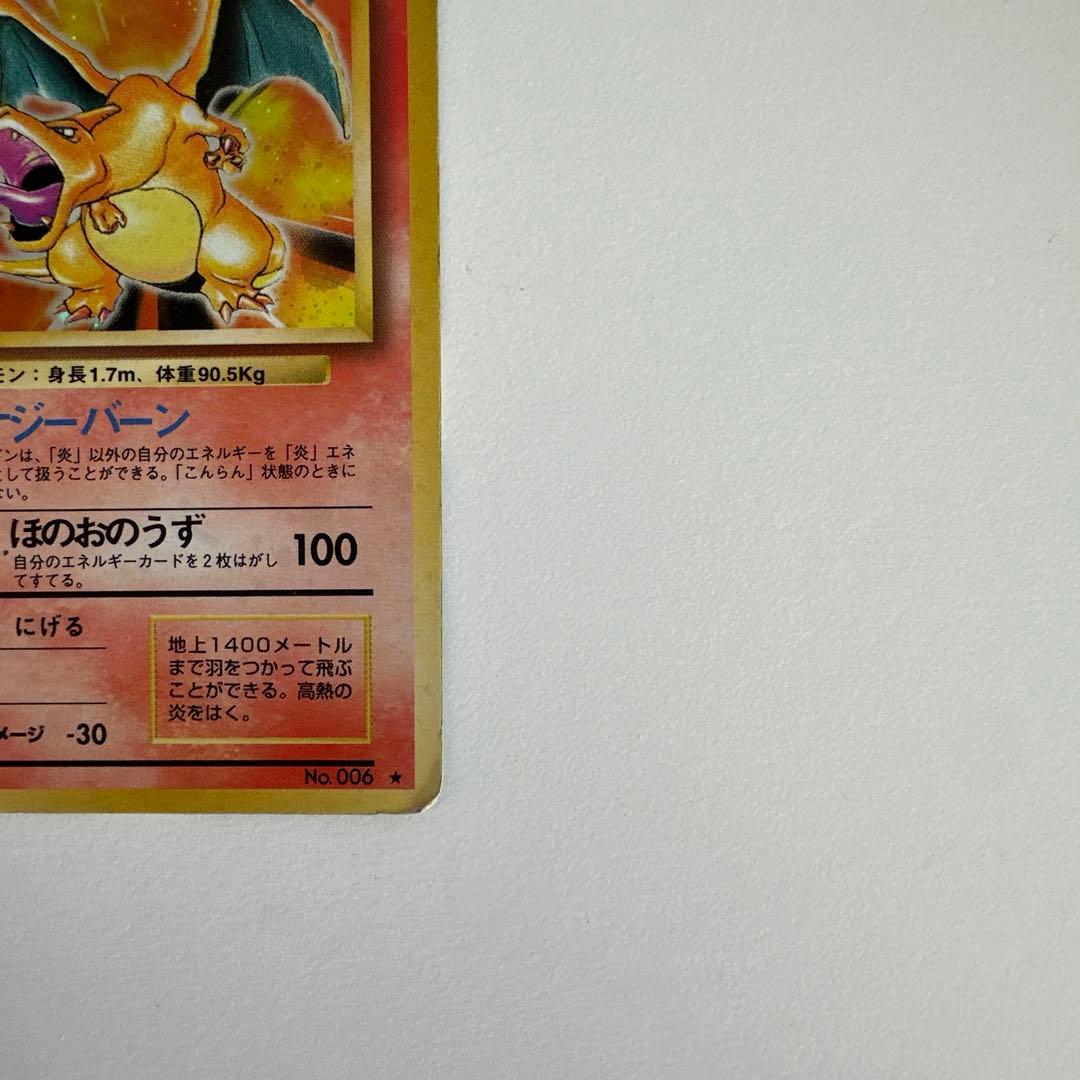 モン：身長1.7m、体重90.5Kg
ージーバーン
ンは、「炎」以外の自分のエネルギーを「炎」エネ
して扱うことができる。「こんらん」状態のときに
ない。
ほのおのうず 100
自分のエネルギーカードを2枚はがし
てすてる。
にげる
地上1400メートル
まで羽をつかって飛ぶ
ことができる。高熱の
炎をはく。
メージ -30
No. 006 ★